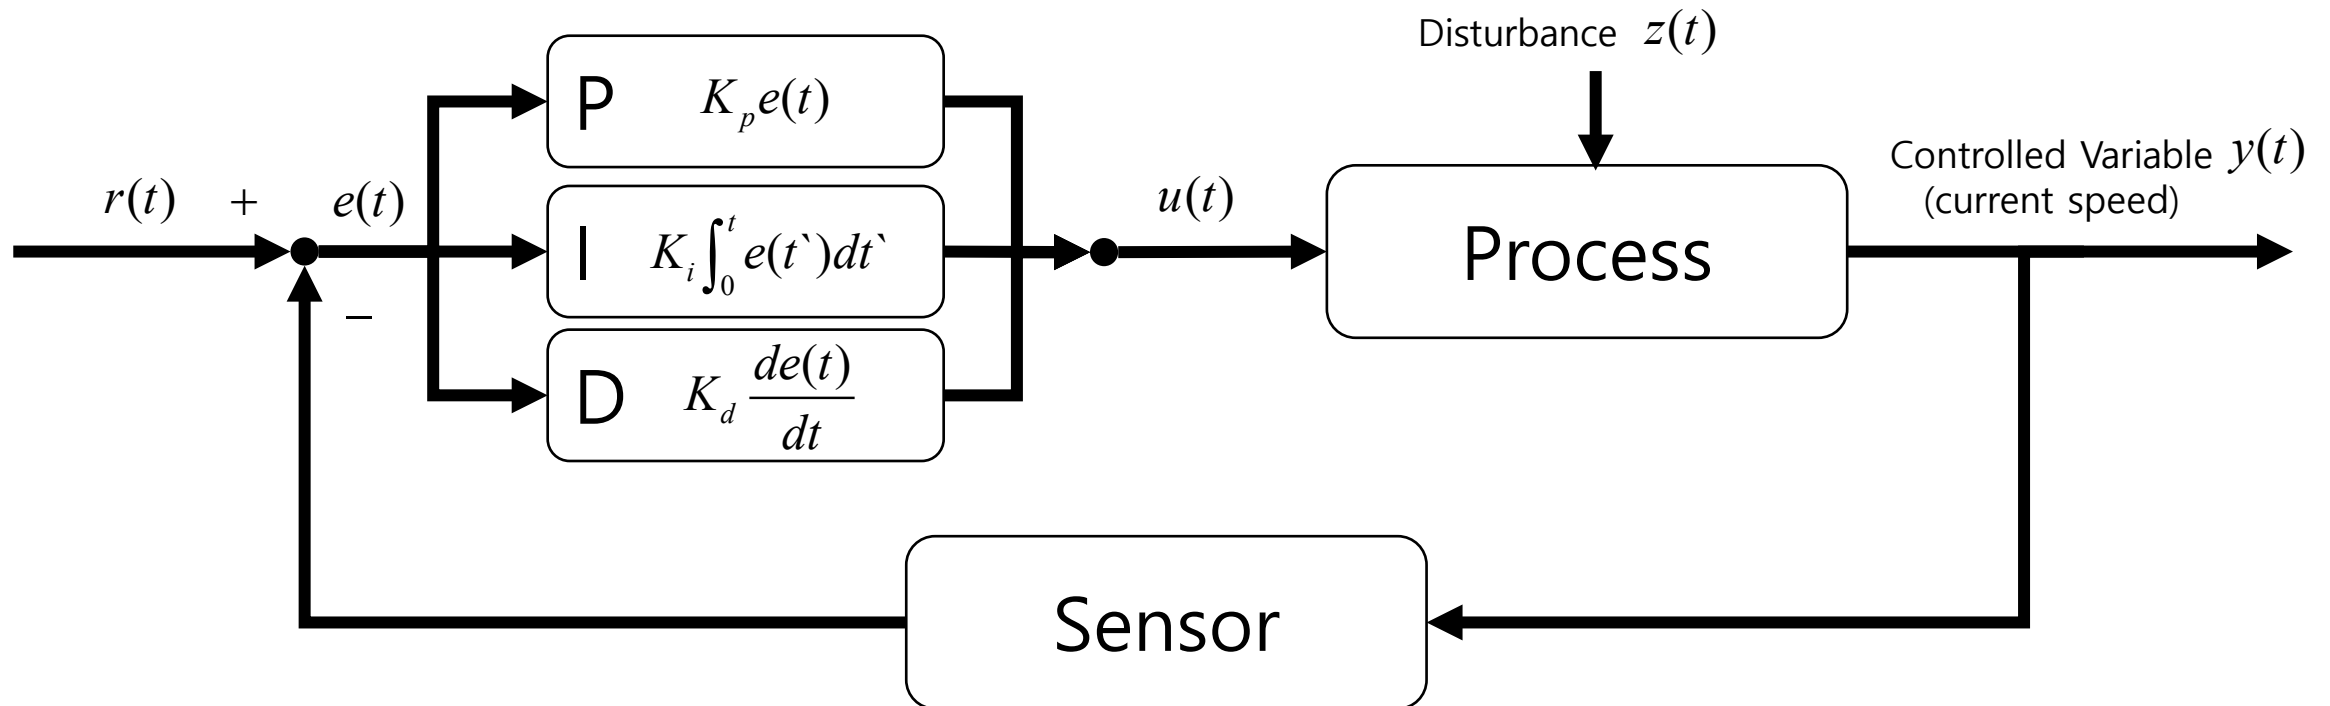 Disturbance z(t)
P K_p e(t)
Controlled Variable y(t)
(current speed)
r(t) + e(t)
u(t)
I K_i ∫_0^t e(t`)dt`
Process
−
D K_d de(t)/dt
Sensor